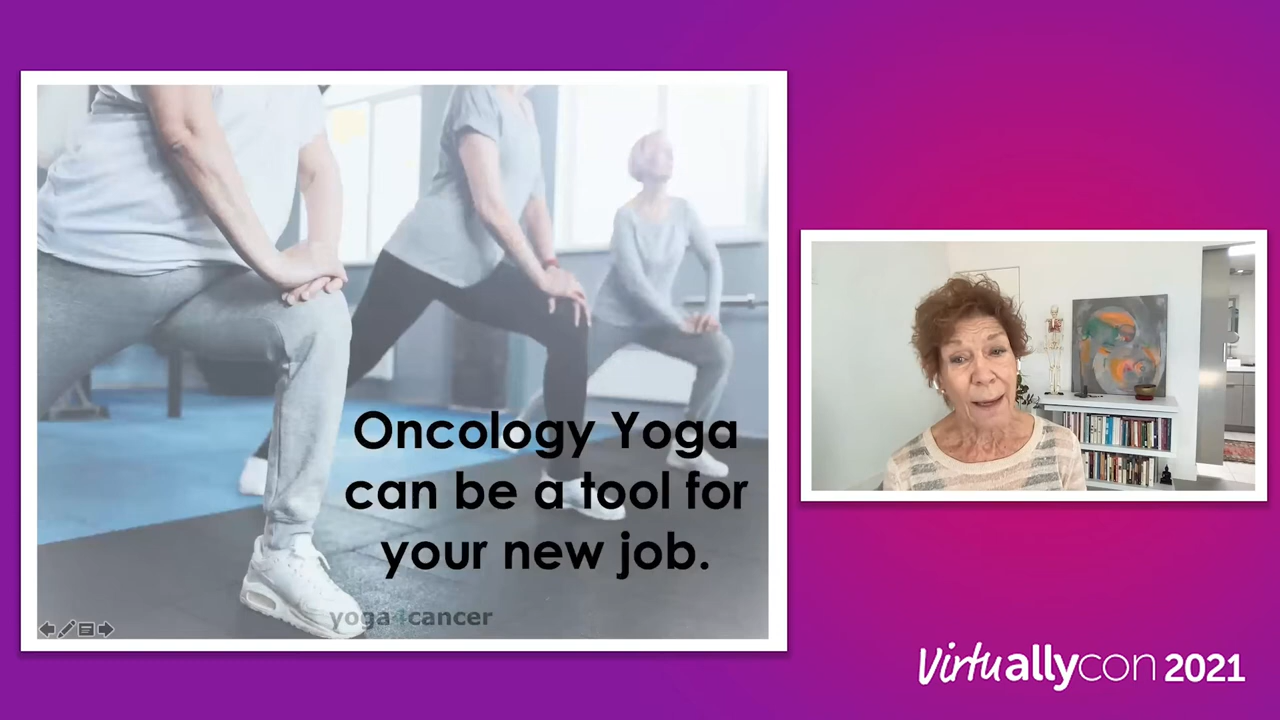 Oncology Yoga
can be a tool for
your new job.
yoga4cancer
Virtuallycon 2021